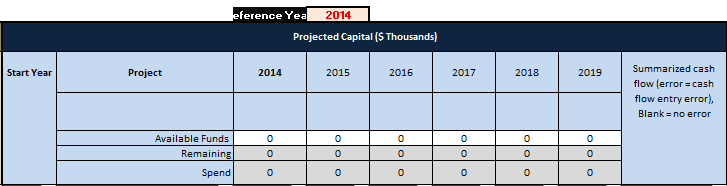 eference Yea 2014
Projected Capital ($ Thousands)
Start Year Project 2014 2015 2016 2017 2018 2019 Summarized cash
flow (error = cash
flow entry error),
Blank = no error
Available Funds 0 0 0 0 0 0
Remaining 0 0 0 0 0 0
Spend 0 0 0 0 0 0